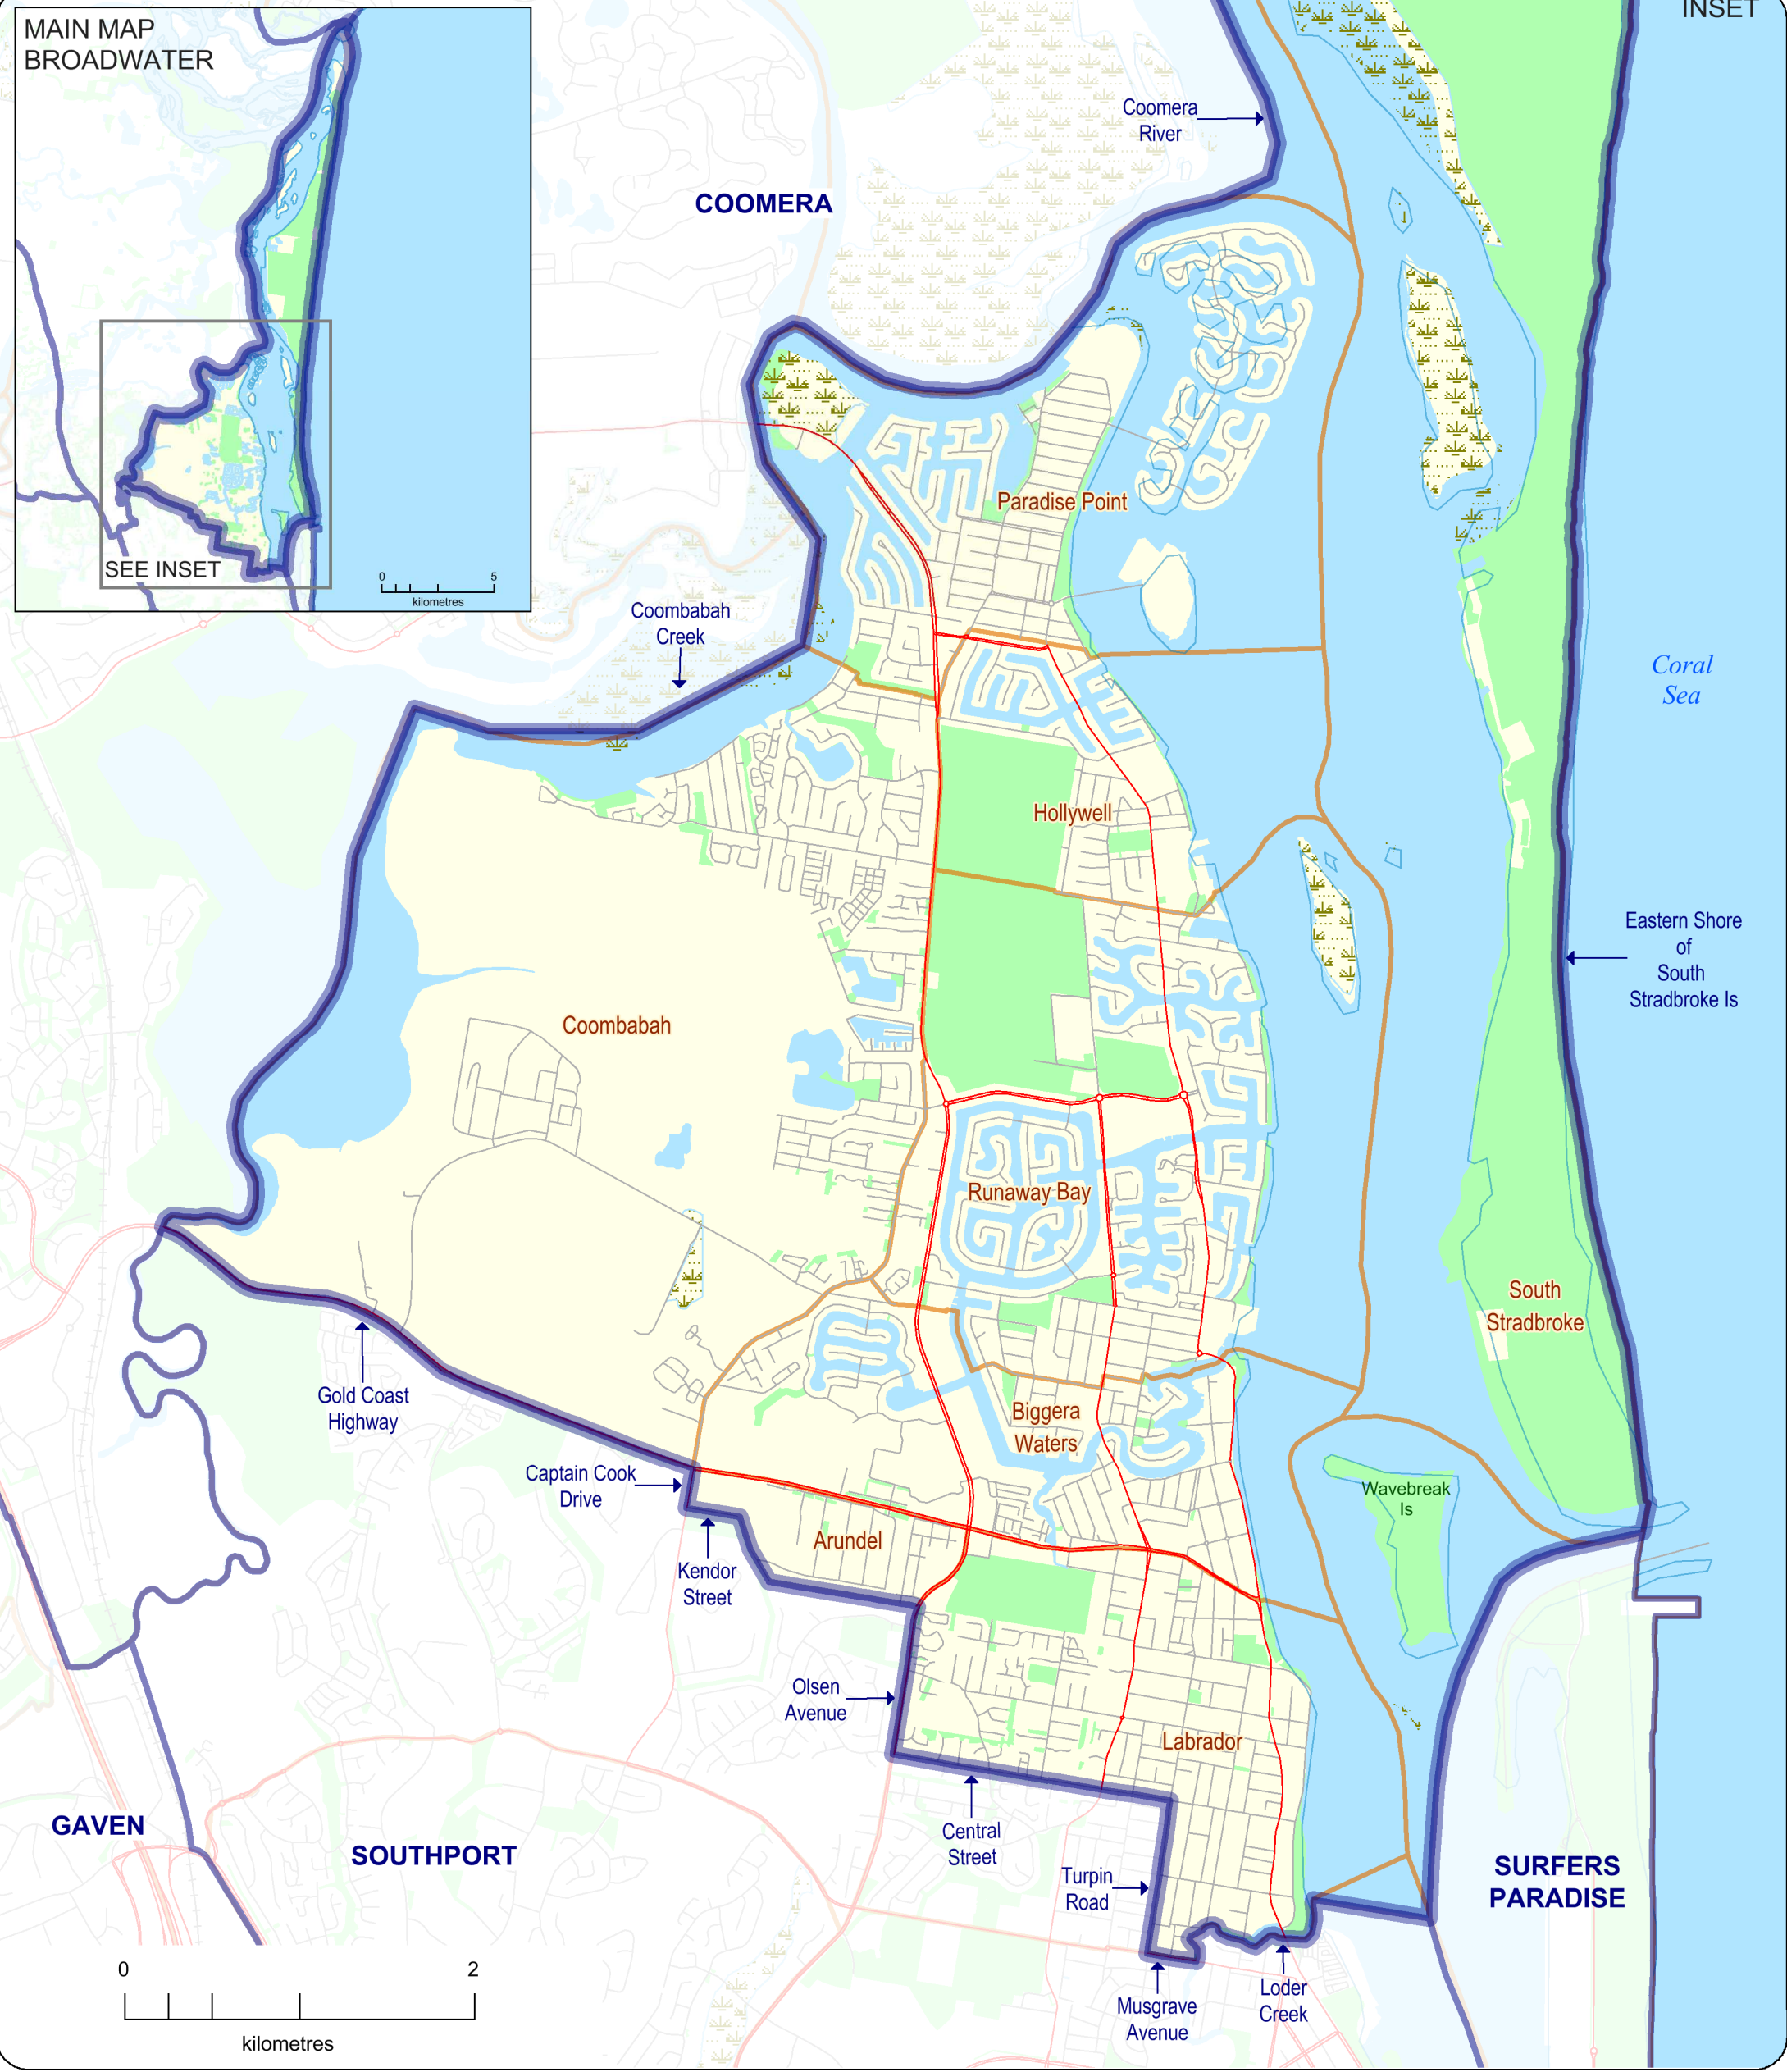 MAIN MAP
BROADWATER
INSET
Coomera
River
COOMERA
Paradise Point
SEE INSET
0
5
kilometres
Coombabah
Creek
Coral
Sea
Hollywell
Eastern Shore
of
South
Stradbroke Is
Coombabah
Runaway Bay
South
Stradbroke
Gold Coast
Highway
Biggera
Waters
Captain Cook
Drive
Wavebreak
Is
Arundel
Kendor
Street
Olsen
Avenue
Labrador
GAVEN
SOUTHPORT
Central
Street
Turpin
Road
SURFERS
PARADISE
0
2
kilometres
Musgrave
Avenue
Loder
Creek